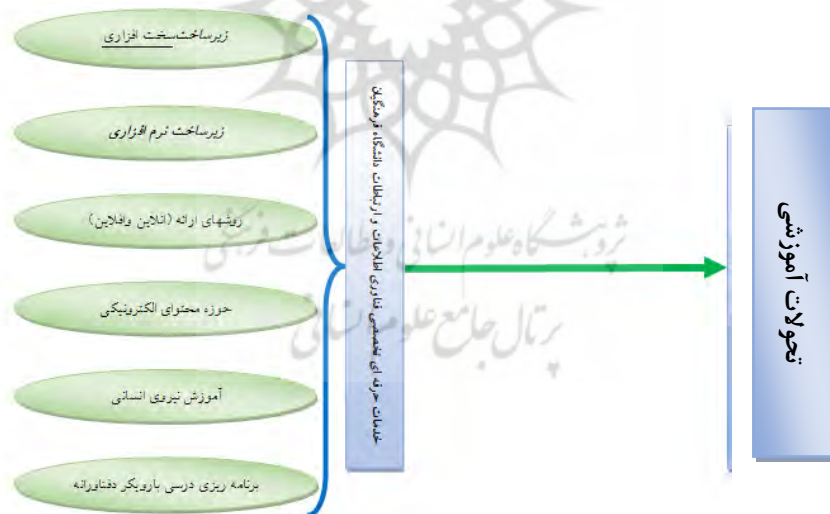 زیرساخت‌سخت افزاری
زیرساخت نرم افزاری
روشهای ارائه (انلاین وافلاین)
حوزه محتوای الکترونیکی
آموزش نیروی انسانی
برنامه ریزی درسی بارویکر دفناورانه
خدمات حرفه ای تخصصی فناوری اطلاعات و ارتباطات دانشگاه فرهنگیان
تحولات آموزشی
پژوهشگاه علوم انسانی و مطالعات فرهنگی
پرتال جامع علوم انسانی